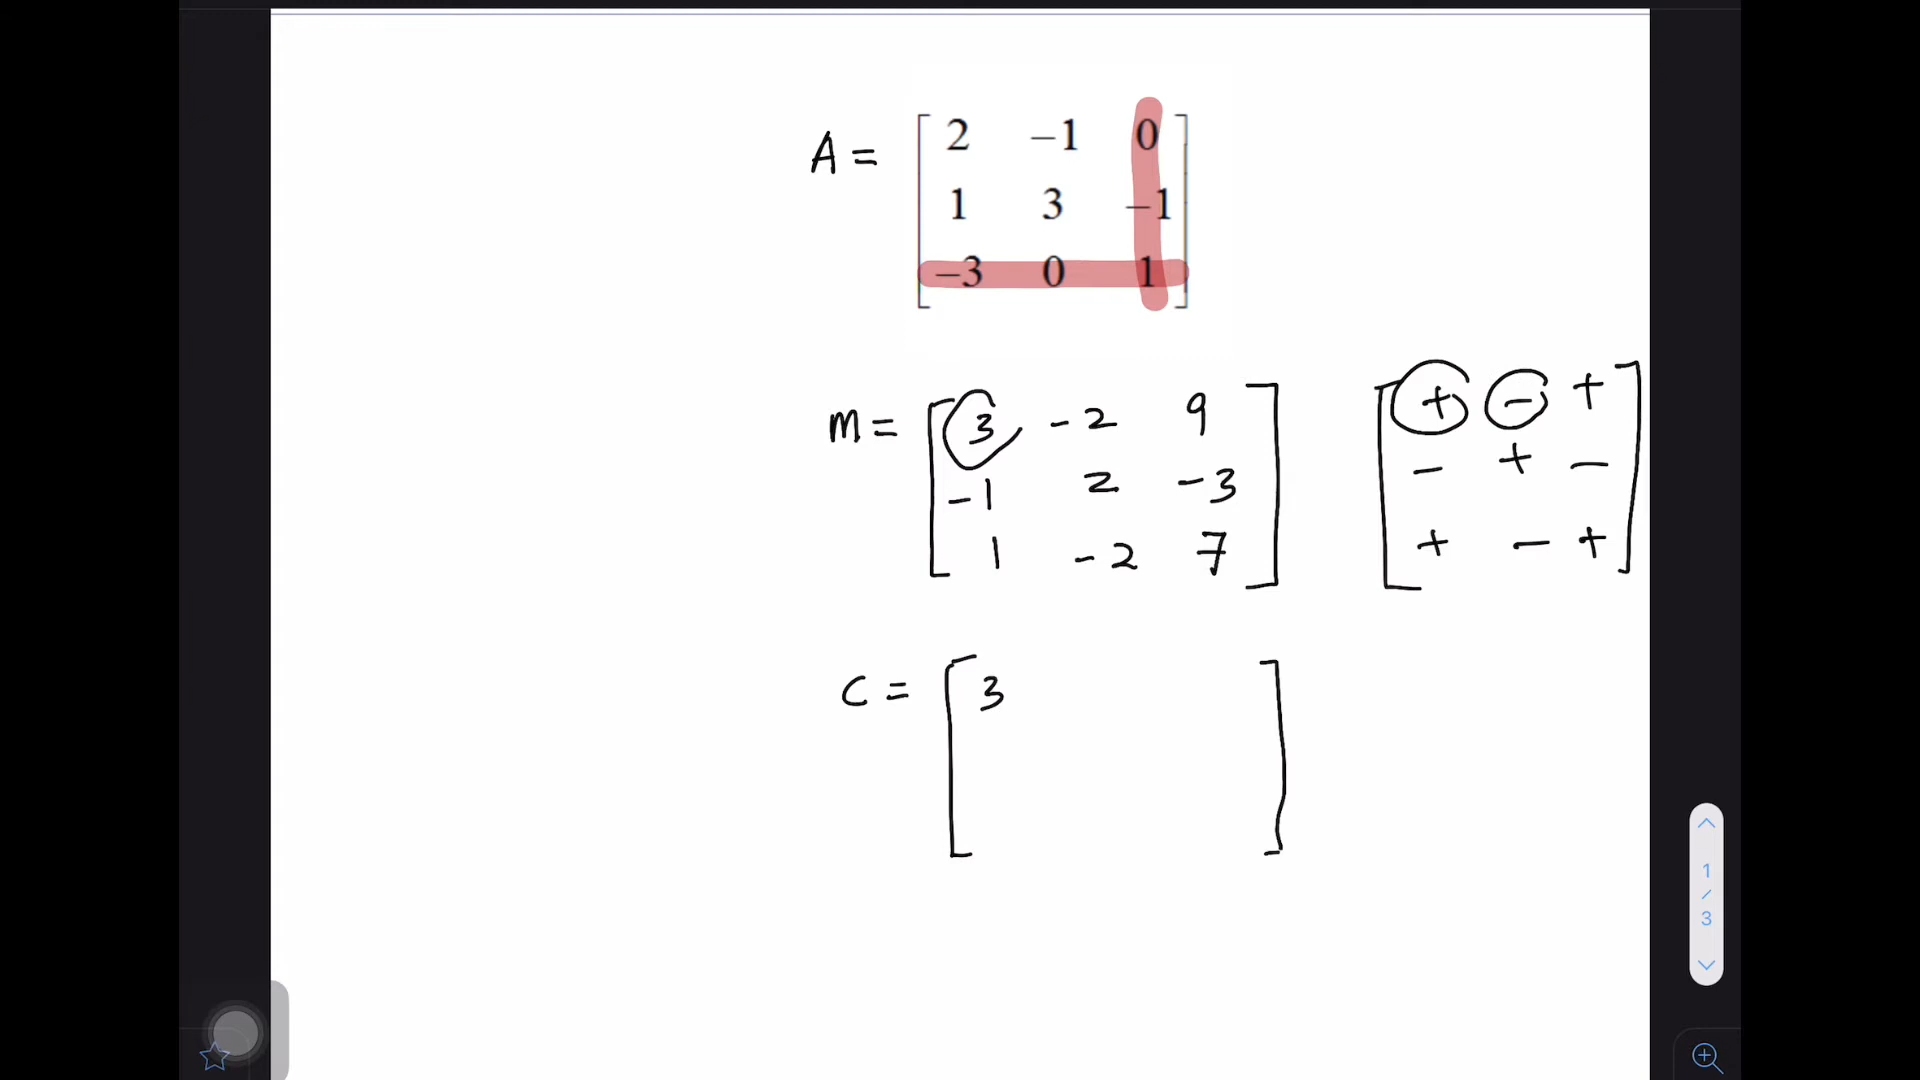 A = [ 2 −1 0 ]
[ 1 3 −1 ]
[ −3 0 1 ]
M = [ 3 -2 9 ] [ + - + ]
[ -1 2 -3 ] [ - + - ]
[ 1 -2 7 ] [ + - + ]
C = [ 3 ]
1
/
3